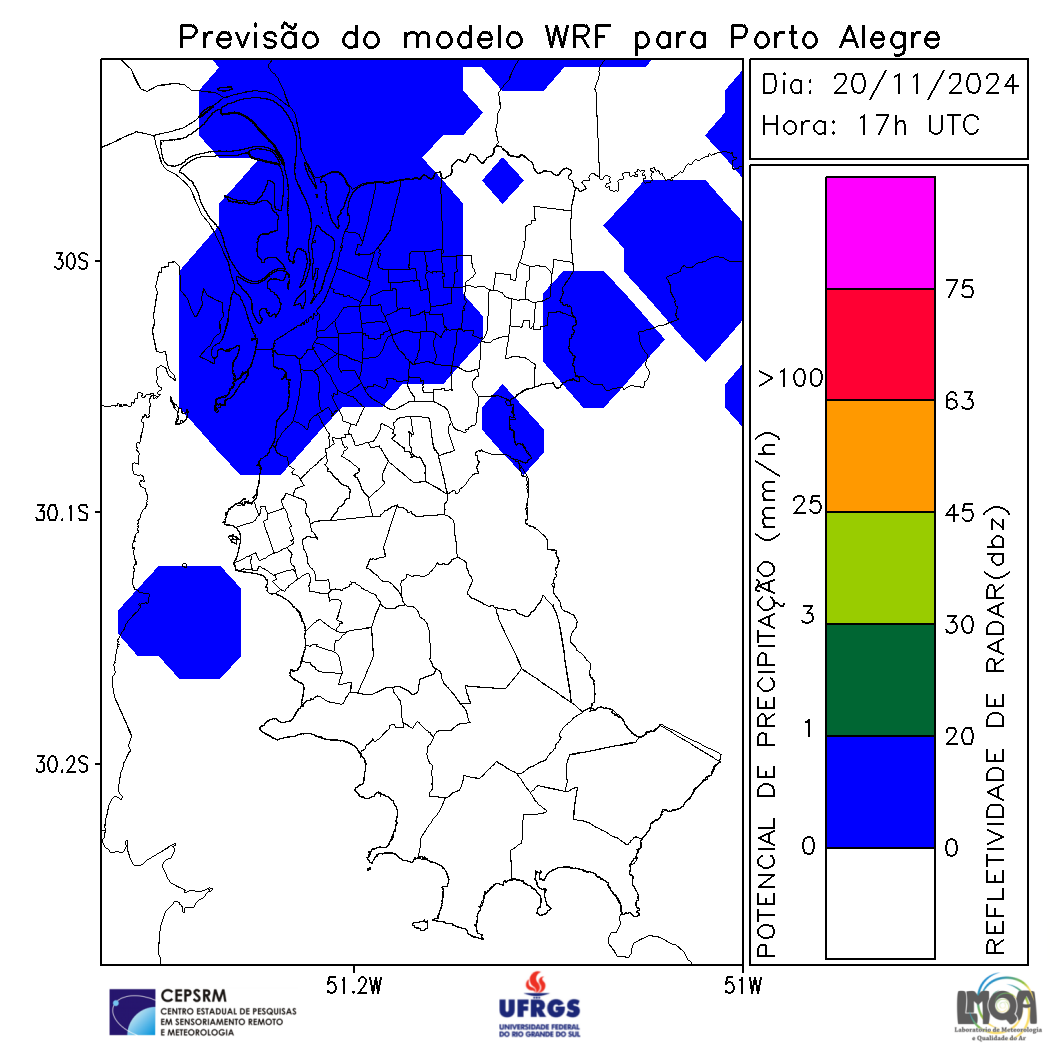 Previsão do modelo WRF para Porto Alegre
Dia: 20/11/2024
Hora: 17h UTC
30S
30.1S
30.2S
51.2W
51W
POTENCIAL DE PRECIPITAÇÃO (mm/h)
>100
25
3
1
0
75
63
45
30
20
0
REFLETIVIDADE DE RADAR(dbz)
CEPSRM
CENTRO ESTADUAL DE PESQUISAS
EM SENSORIAMENTO REMOTO
E METEOROLOGIA
UFRGS
UNIVERSIDADE FEDERAL
DO RIO GRANDE DO SUL
LMQA
Laboratório de Meteorologia
e Qualidade do Ar